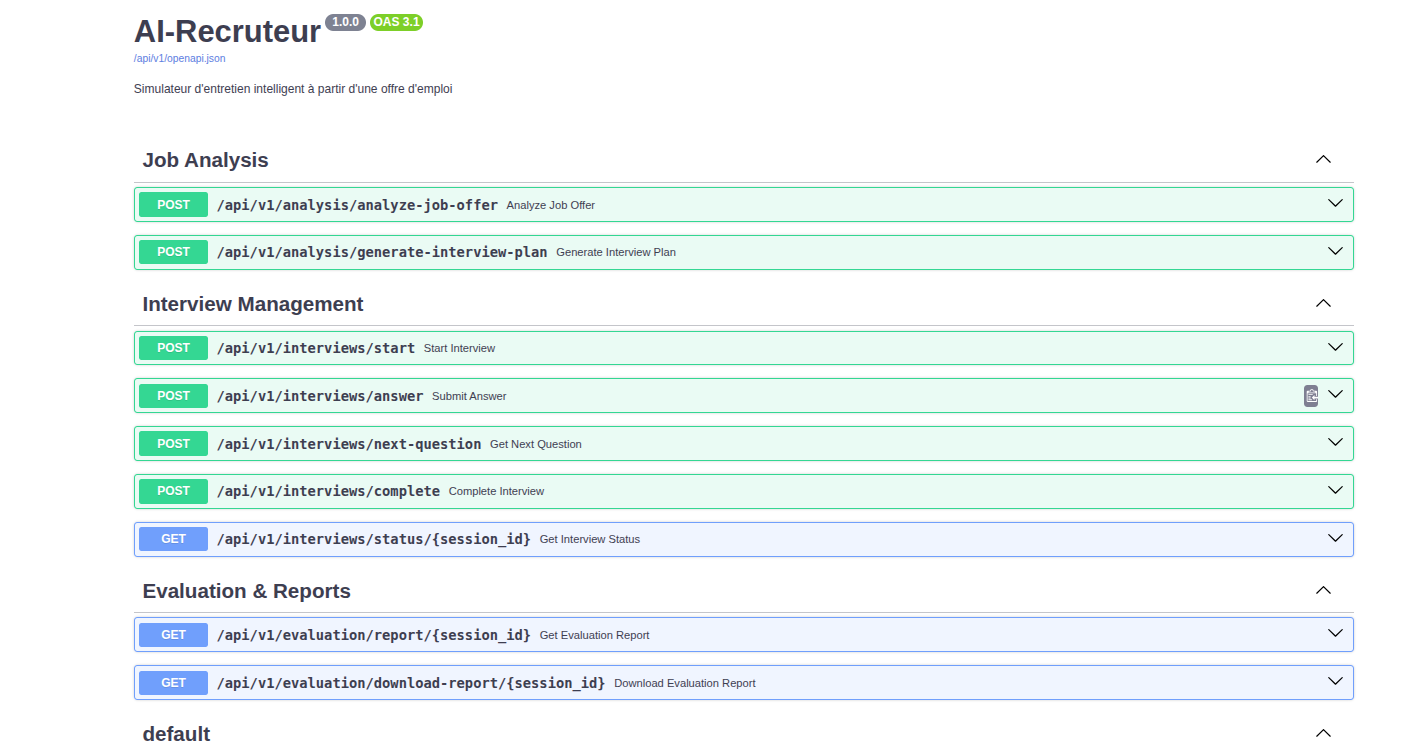 AI-Recruteur 1.0.0 OAS 3.1
/api/v1/openapi.json
Simulateur d'entretien intelligent à partir d'une offre d'emploi
Job Analysis
POST /api/v1/analysis/analyze-job-offer Analyze Job Offer
POST /api/v1/analysis/generate-interview-plan Generate Interview Plan
Interview Management
POST /api/v1/interviews/start Start Interview
POST /api/v1/interviews/answer Submit Answer
POST /api/v1/interviews/next-question Get Next Question
POST /api/v1/interviews/complete Complete Interview
GET /api/v1/interviews/status/{session_id} Get Interview Status
Evaluation & Reports
GET /api/v1/evaluation/report/{session_id} Get Evaluation Report
GET /api/v1/evaluation/download-report/{session_id} Download Evaluation Report
default